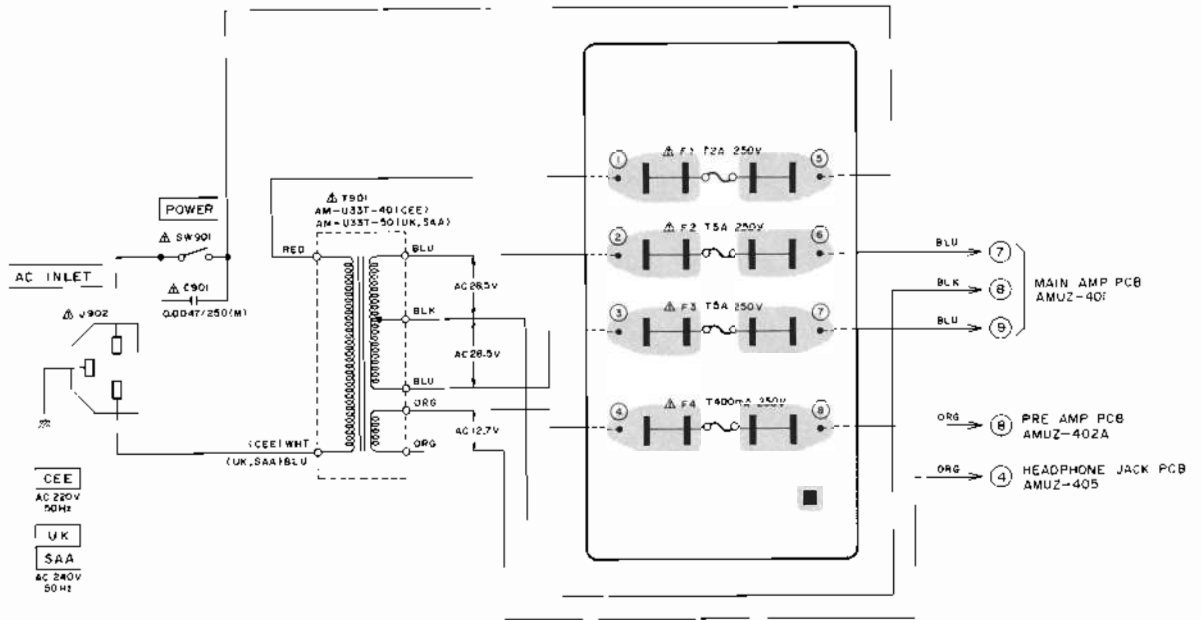 POWER
⚠ SW901
AC INLET
⚠ C901
0.0047/250(M)
⚠ J902
CEE
AC 220V
50Hz
UK
SAA
AC 240V
50Hz
⚠ T901
AM-U33T-401(CEE)
AM-U33T-501(UK,SAA)
RED
(CEE)WHT
(UK,SAA)BLU
BLU
AC28.5V
BLK
AC28.5V
BLU
ORG
AC12.7V
ORG
1
⚠ F1 T2A 250V
5
2
⚠ F2 T5A 250V
6
3
⚠ F3 T5A 250V
7
4
⚠ F4 T400mA 250V
8
BLU
7
BLK
8
BLU
9
MAIN AMP PCB
AMUZ-401
ORG
8
PRE AMP PCB
AMUZ-402A
ORG
4
HEADPHONE JACK PCB
AMUZ-405